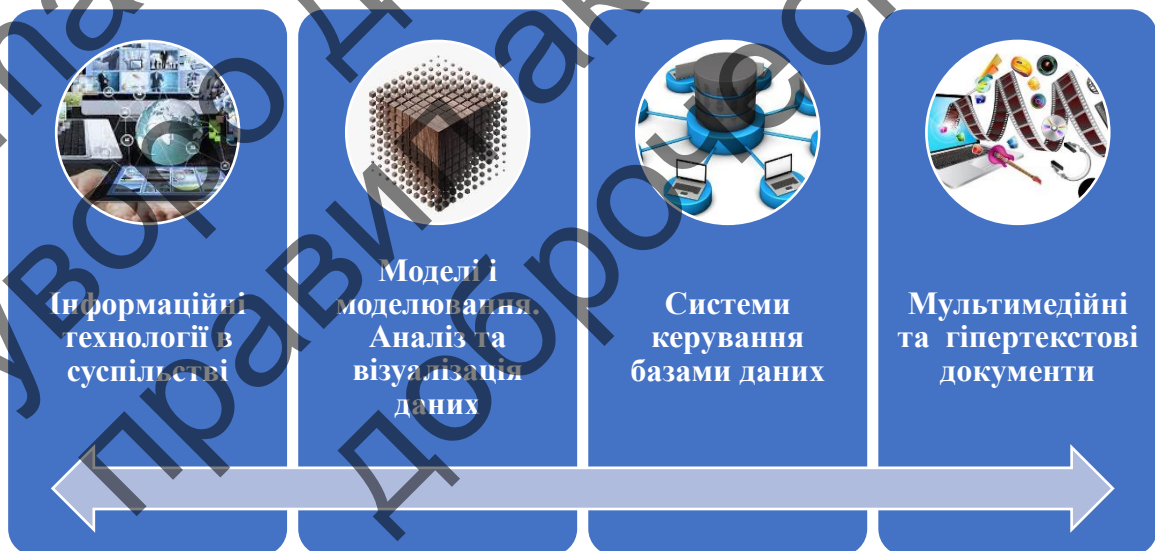 Інформаційні
технології в
суспільстві
Моделі і
моделювання.
Аналіз та
візуалізація
даних
Системи
керування
базами даних
Мультимедійні
та гіпертекстові
документи